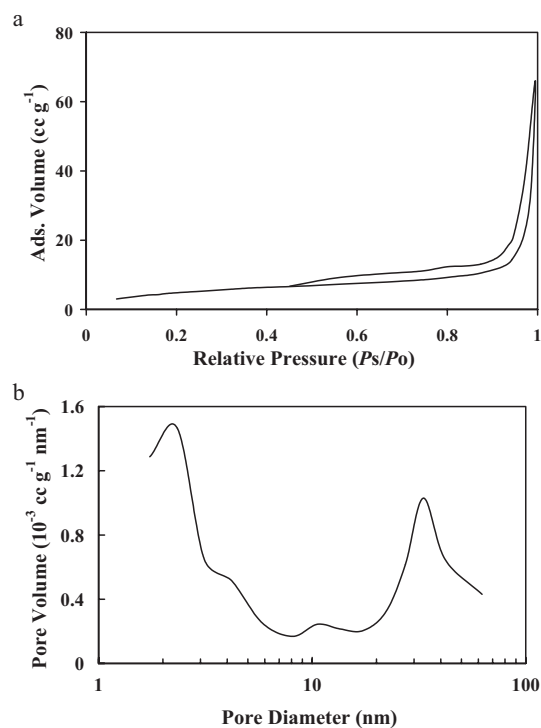 a
80
60
40
20
0
Ads. Volume (cc g⁻¹)
0 0.2 0.4 0.6 0.8 1
Relative Pressure (Ps/Po)
b
1.6
1.2
0.8
0.4
0
Pore Volume (10⁻³ cc g⁻¹ nm⁻¹)
1 10 100
Pore Diameter (nm)